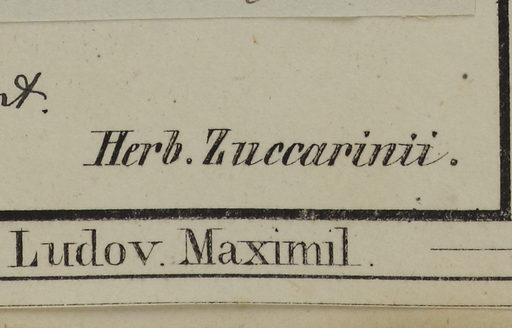 Herb. Zuccarinii.
Ludov. Maximil.